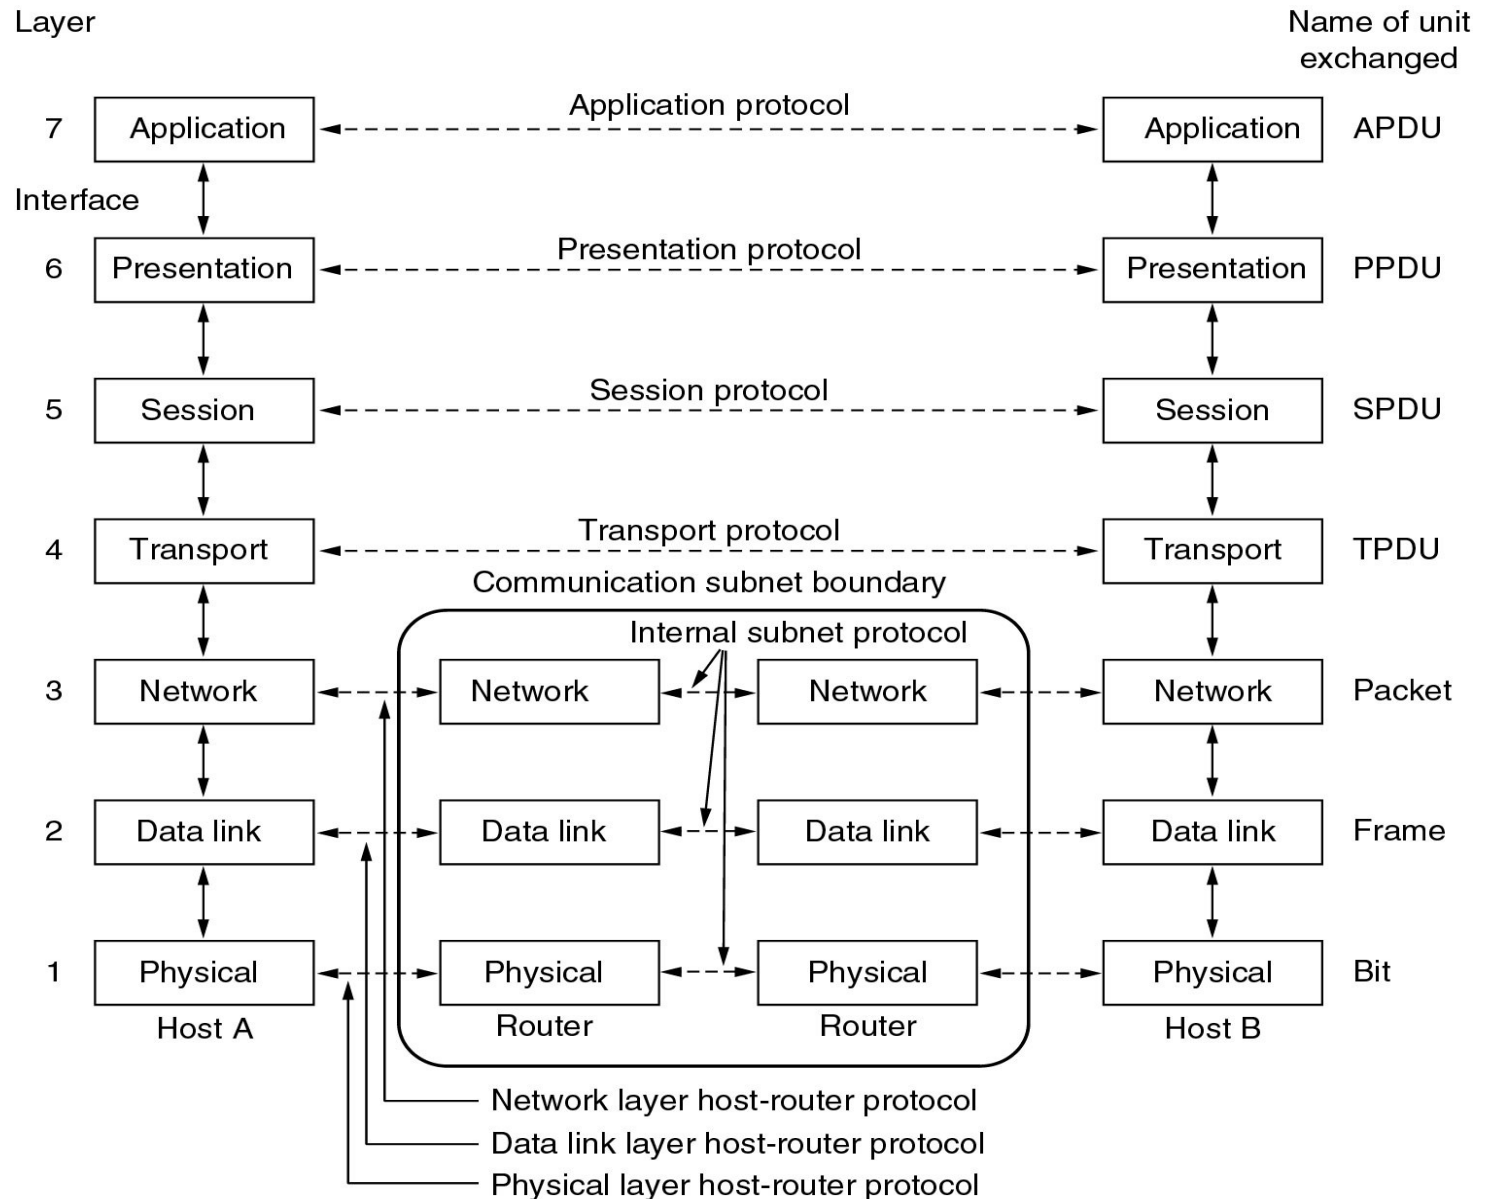 Layer
Name of unit
exchanged
Application protocol
7
Application
Application
APDU
Interface
Presentation protocol
6
Presentation
Presentation
PPDU
Session protocol
5
Session
Session
SPDU
Transport protocol
4
Transport
Transport
TPDU
Communication subnet boundary
Internal subnet protocol
3
Network
Network
Network
Network
Packet
2
Data link
Data link
Data link
Data link
Frame
1
Physical
Physical
Physical
Physical
Bit
Host A
Router
Router
Host B
Network layer host-router protocol
Data link layer host-router protocol
Physical layer host-router protocol